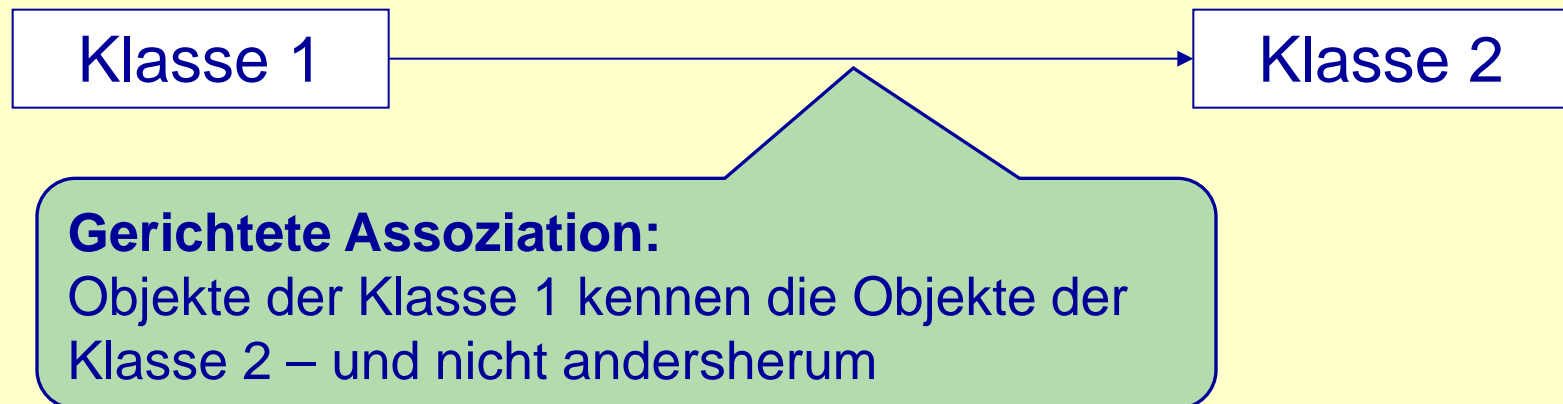 Klasse 1
Klasse 2
Gerichtete Assoziation:
Objekte der Klasse 1 kennen die Objekte der
Klasse 2 – und nicht andersherum